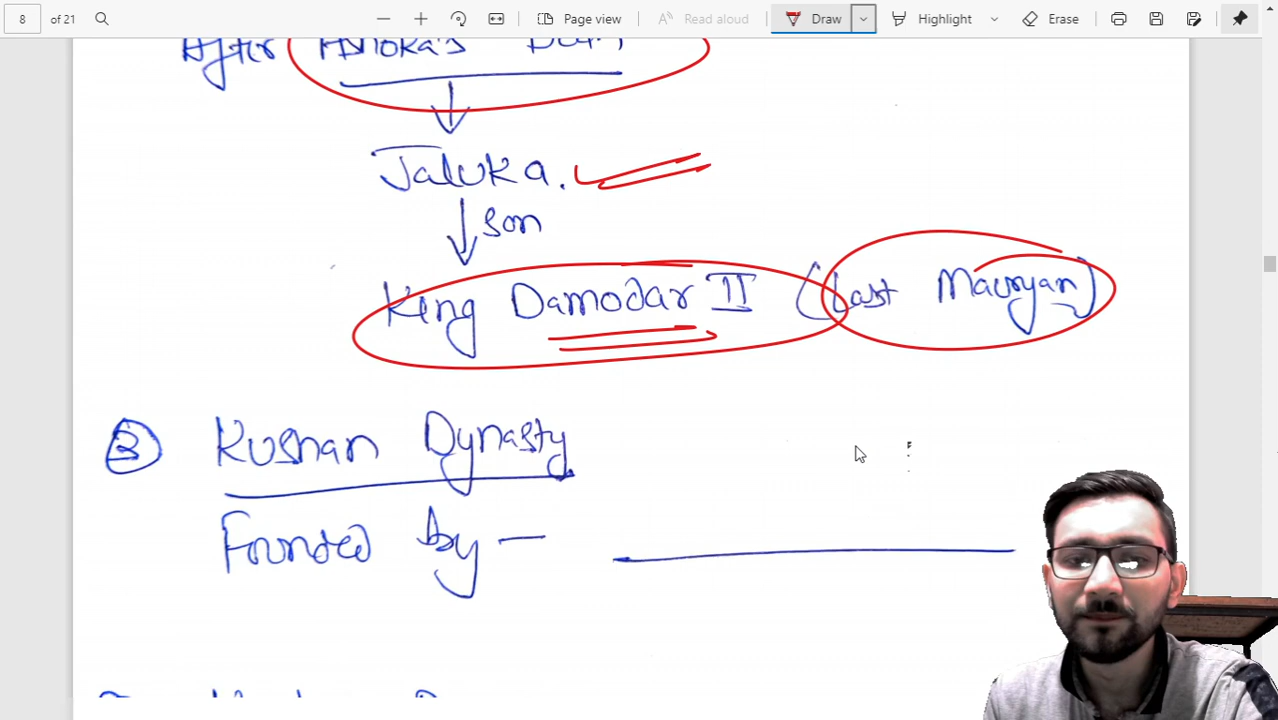 8 of 21 Page view Read aloud Draw Highlight Erase
After Ashoka's
Jaluka.
son
King Damodar II (Last Mauryan)
3 Kushan Dynasty
Founded by —